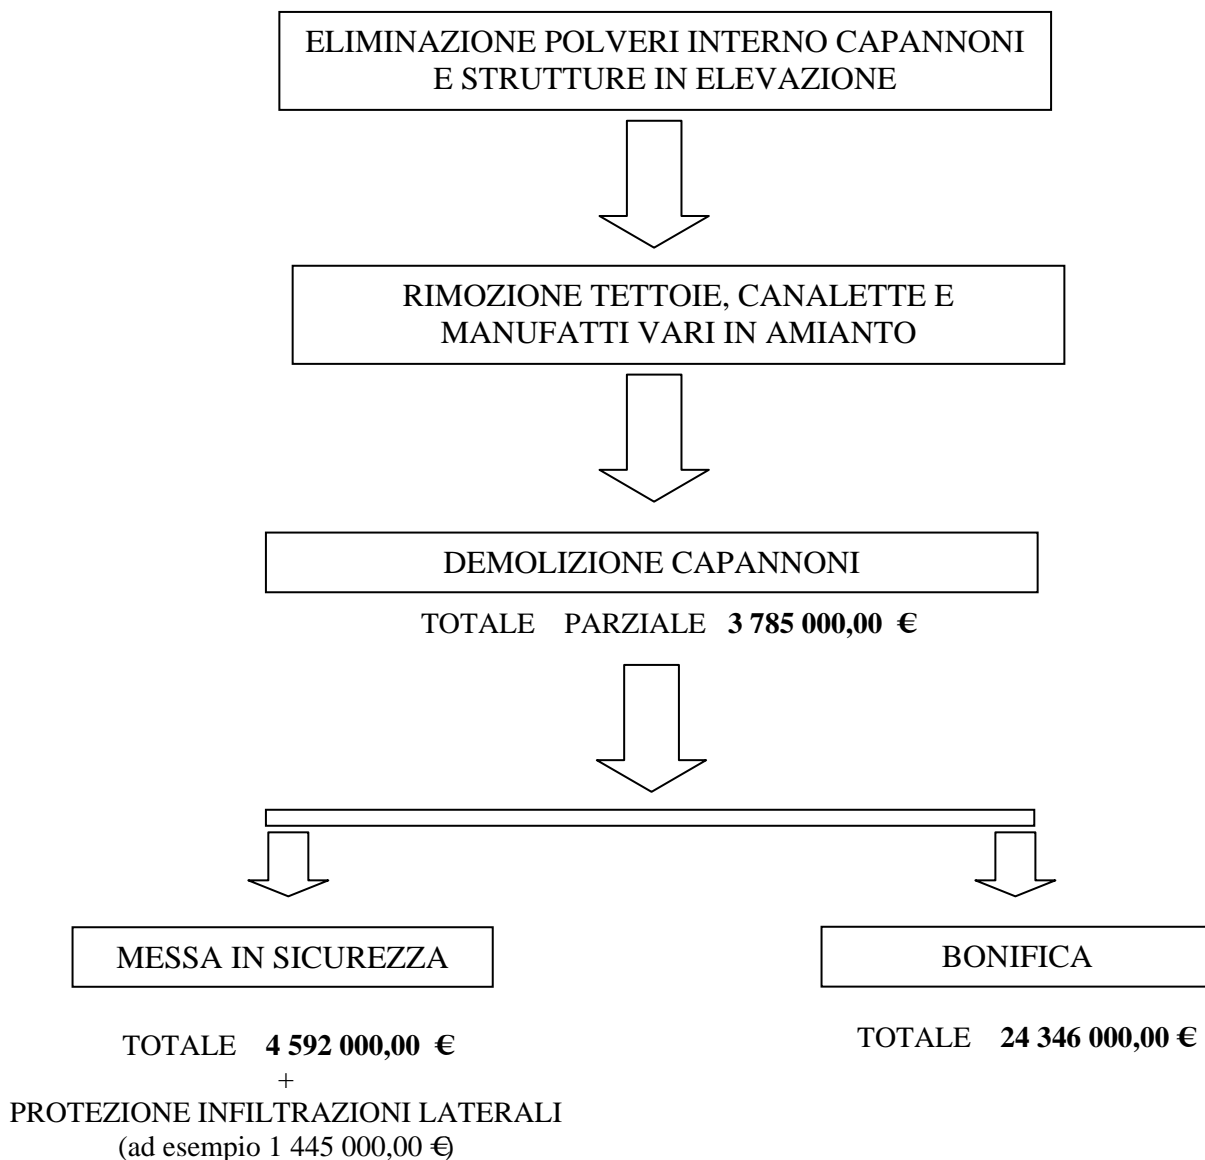 ELIMINAZIONE POLVERI INTERNO CAPANNONI
E STRUTTURE IN ELEVAZIONE
RIMOZIONE TETTOIE, CANALETTE E
MANUFATTI VARI IN AMIANTO
DEMOLIZIONE CAPANNONI
TOTALE PARZIALE 3 785 000,00 €
MESSA IN SICUREZZA
TOTALE 4 592 000,00 €
+
PROTEZIONE INFILTRAZIONI LATERALI
(ad esempio 1 445 000,00 €)
BONIFICA
TOTALE 24 346 000,00 €